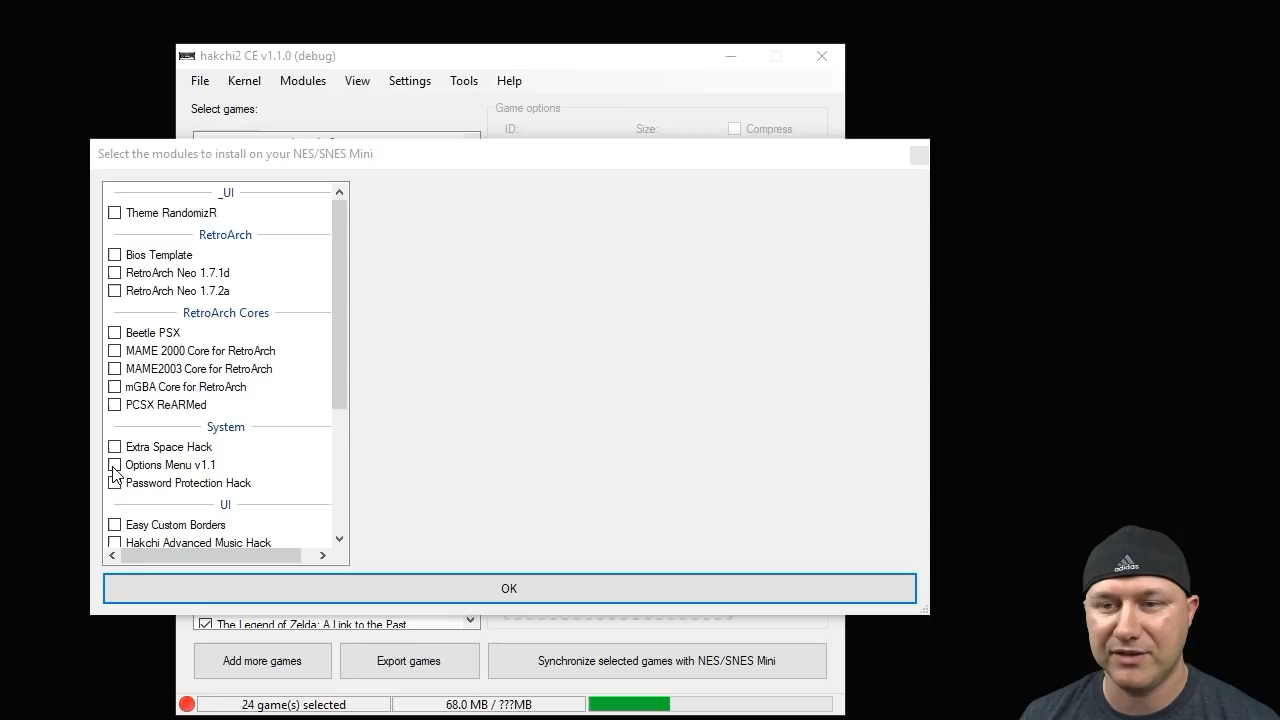 hakchi2 CE v1.1.0 (debug)
File Kernel Modules View Settings Tools Help
Select games:
Game options
ID: Size: Compress
Select the modules to install on your NES/SNES Mini
_UI
Theme RandomizR
RetroArch
Bios Template
RetroArch Neo 1.7.1d
RetroArch Neo 1.7.2a
RetroArch Cores
Beetle PSX
MAME 2000 Core for RetroArch
MAME2003 Core for RetroArch
mGBA Core for RetroArch
PCSX ReARMed
System
Extra Space Hack
Options Menu v1.1
Password Protection Hack
UI
Easy Custom Borders
Hakchi Advanced Music Hack
OK
The Legend of Zelda: A Link to the Past
Add more games
Export games
Synchronize selected games with NES/SNES Mini
24 game(s) selected
68.0 MB / ???MB
adidas